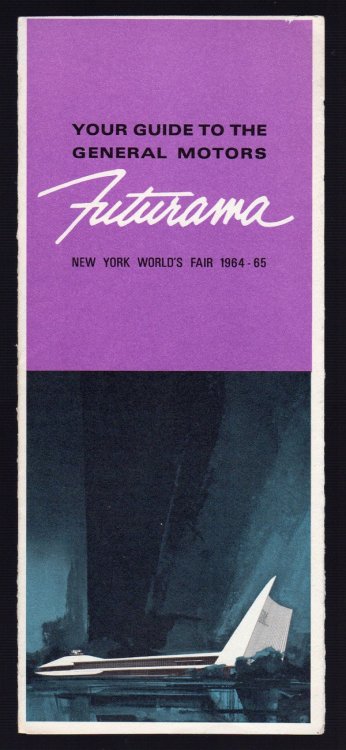 YOUR GUIDE TO THE
GENERAL MOTORS
Futurama
NEW YORK WORLD'S FAIR 1964-65